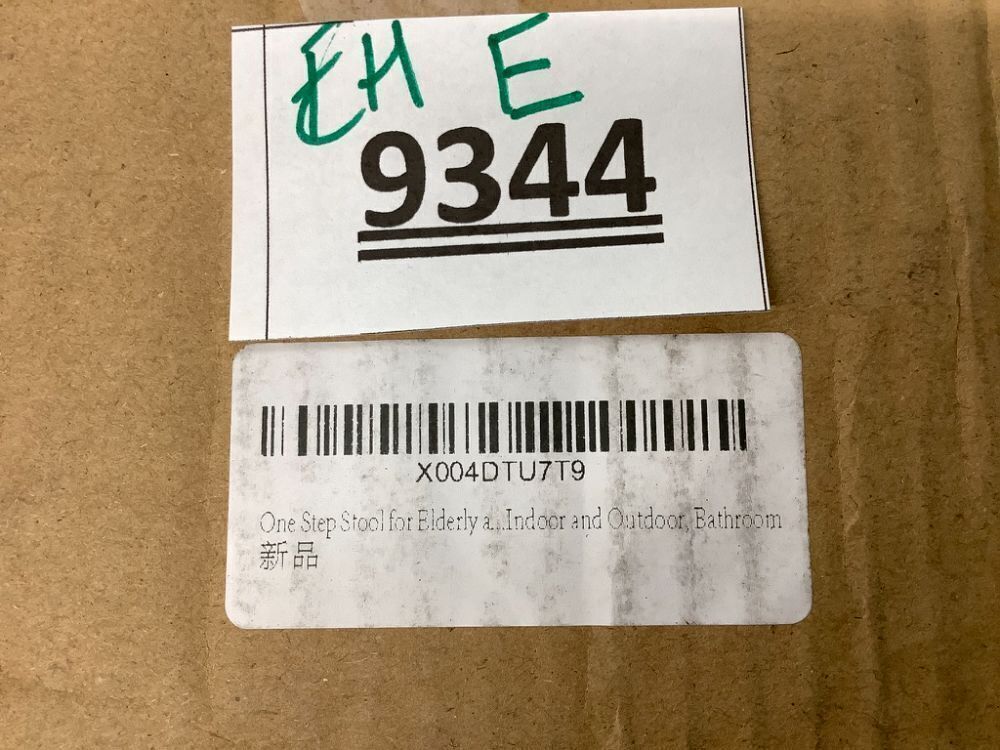 EH E
9344
X004DTU7T9
One Step Stool for Elderly a...Indoor and Outdoor, Bathroom
新品